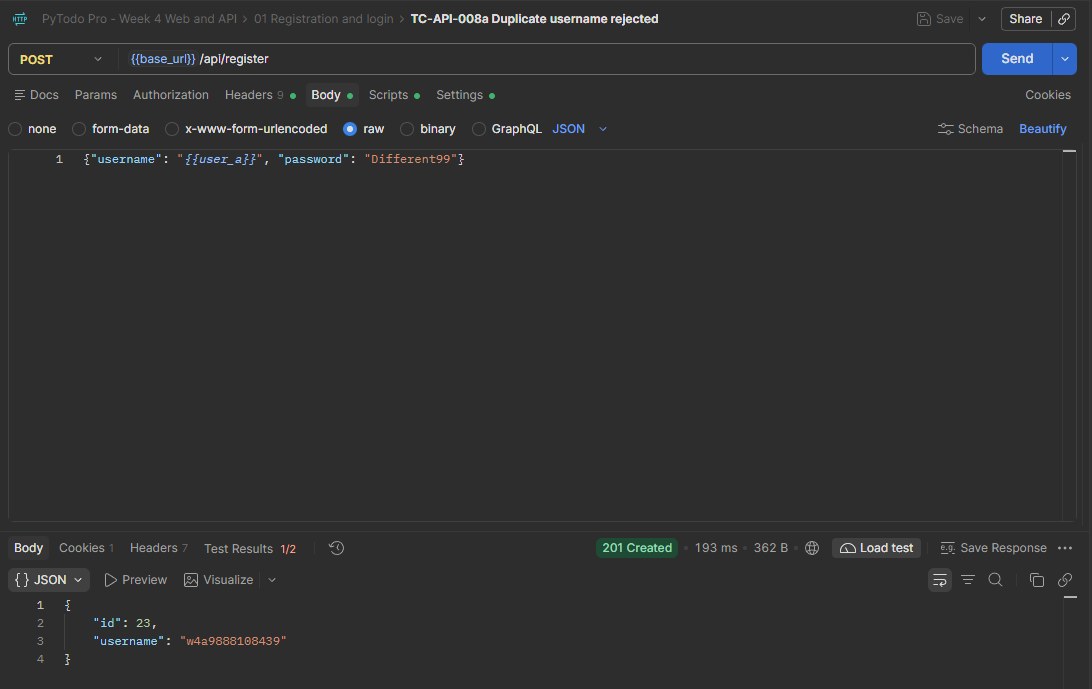 HTTP PyTodo Pro - Week 4 Web and API > 01 Registration and login > TC-API-008a Duplicate username rejected Save Share
POST {{base_url}} /api/register Send
Docs Params Authorization Headers 9 Body Scripts Settings Cookies
none form-data x-www-form-urlencoded raw binary GraphQL JSON Schema Beautify
1 {"username": "{{user_a}}", "password": "Different99"}
Body Cookies 1 Headers 7 Test Results 1/2 201 Created 193 ms 362 B Load test e.g. Save Response
{} JSON Preview Visualize
1 {
2 "id": 23,
3 "username": "w4a9888108439"
4 }